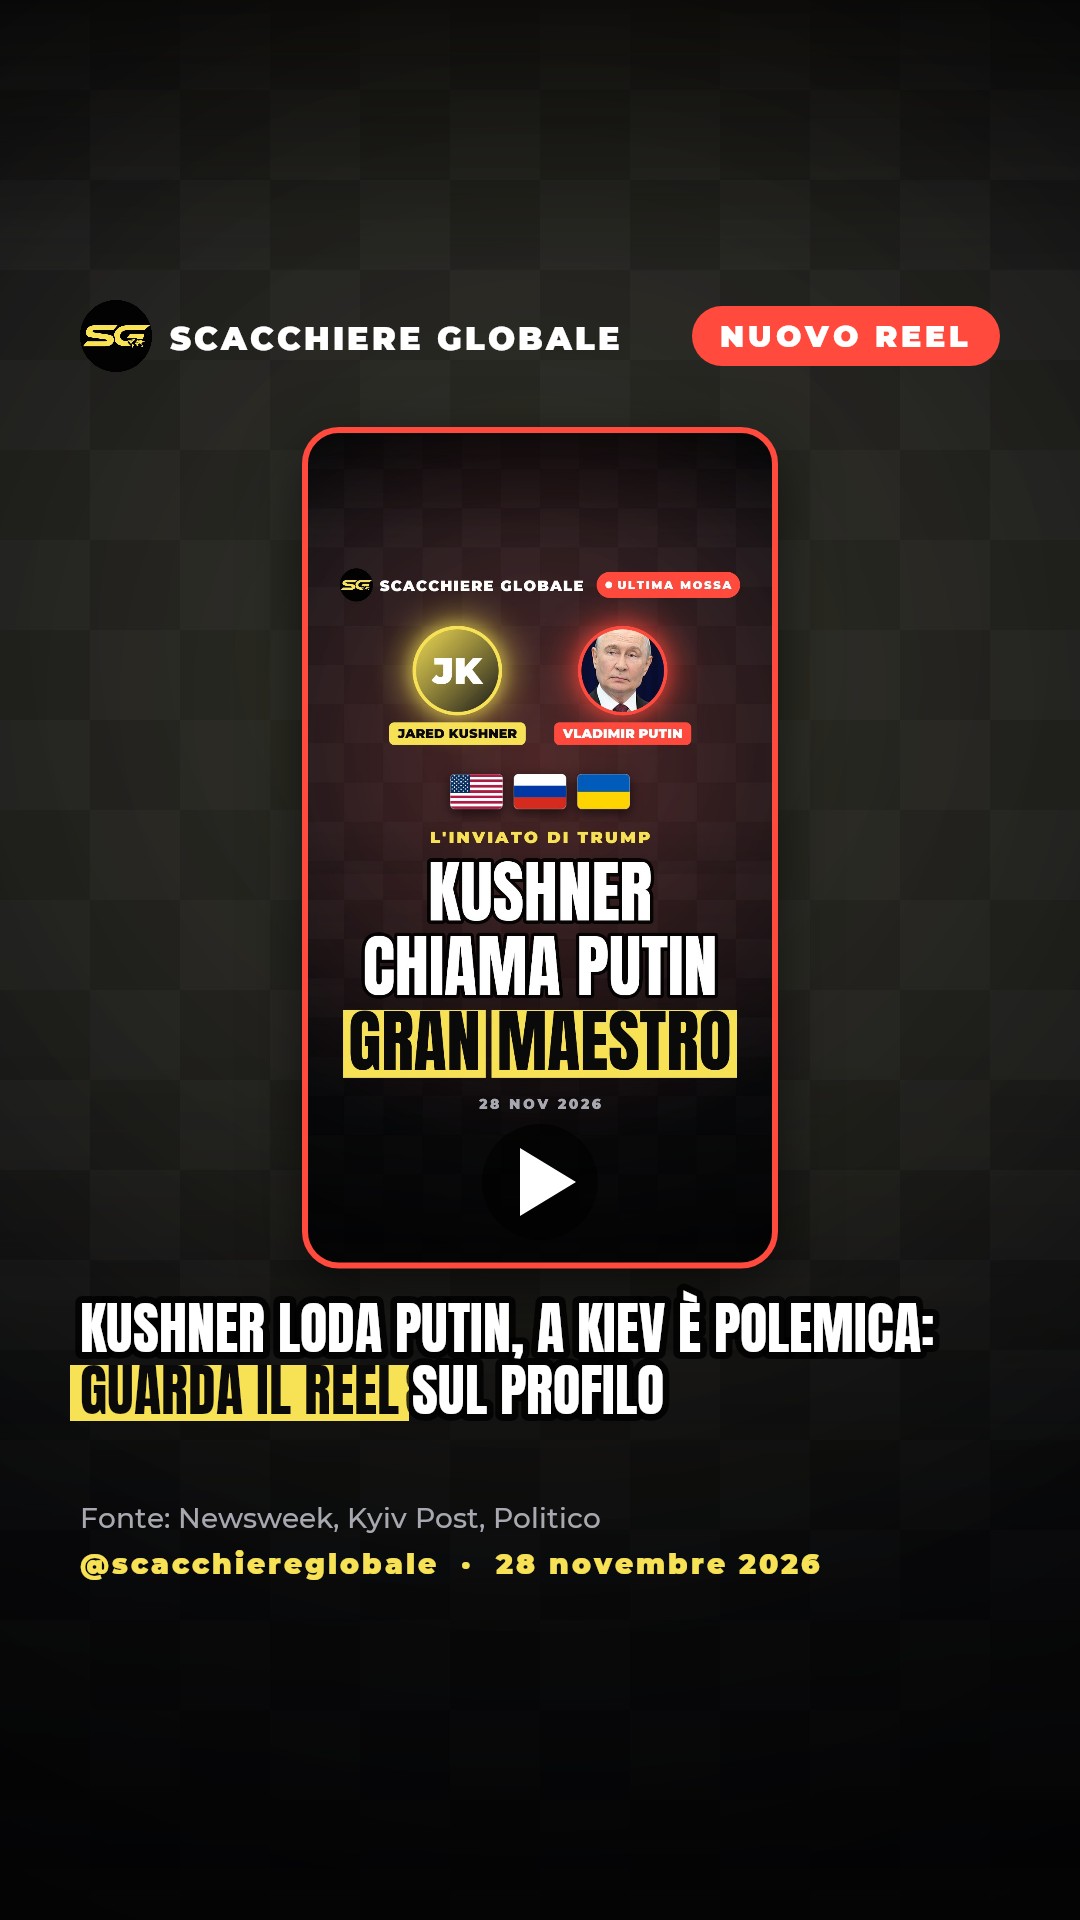 SG SCACCHIERE GLOBALE
NUOVO REEL
SG SCACCHIERE GLOBALE
ULTIMA MOSSA
JK
JARED KUSHNER
VLADIMIR PUTIN
L'INVIATO DI TRUMP
KUSHNER
CHIAMA PUTIN
GRAN MAESTRO
28 NOV 2026
KUSHNER LODA PUTIN, A KIEV È POLEMICA:
GUARDA IL REEL SUL PROFILO
Fonte: Newsweek, Kyiv Post, Politico
@scacchiereglobale · 28 novembre 2026